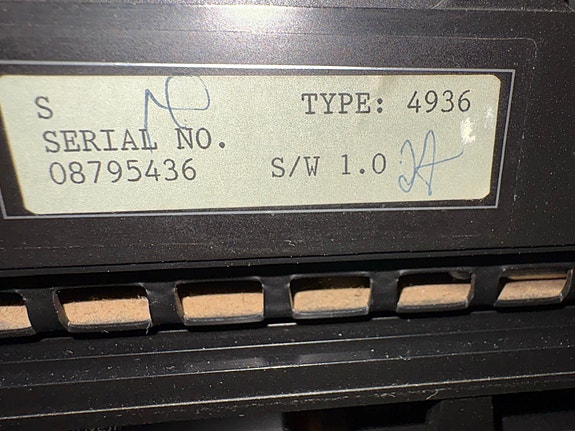 S TYPE: 4936
SERIAL NO.
08795436 S/W 1.0